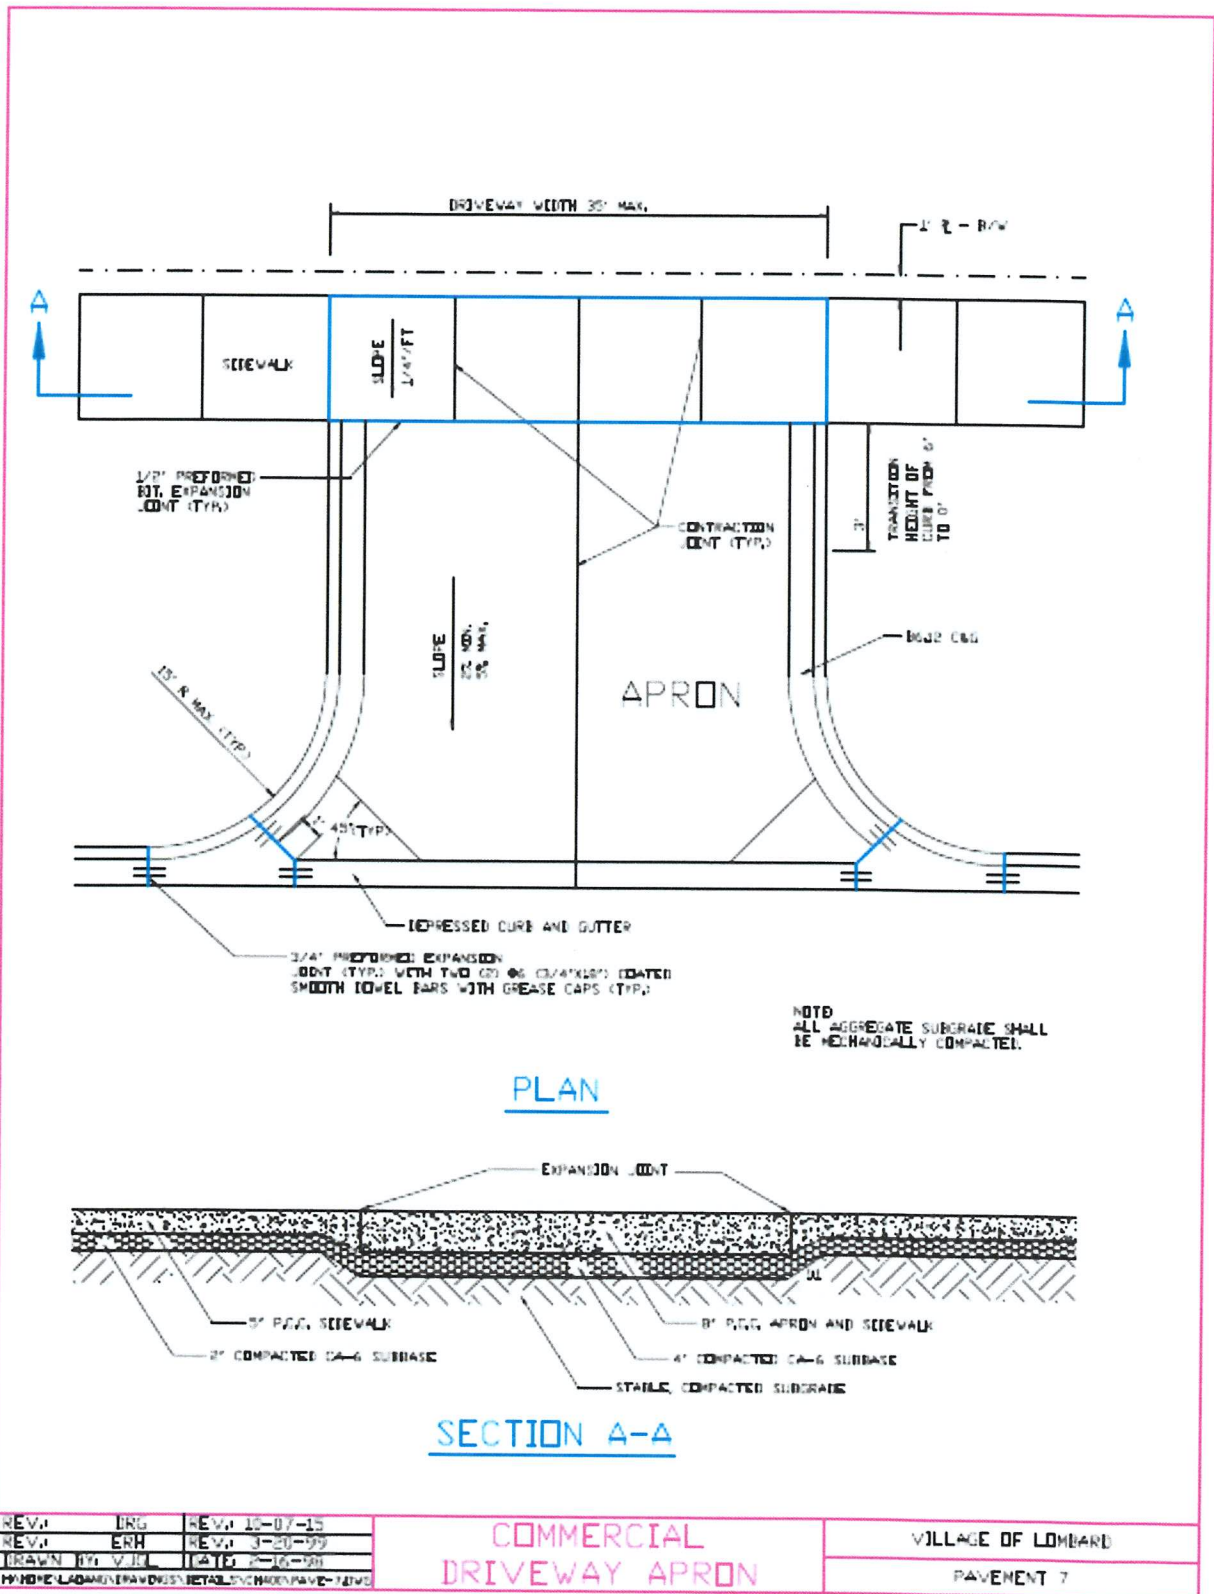 DRIVEWAY WIDTH 35' MAX.
1' ℄ - B/W
A
A
SIDEWALK
SLOPE
1/4"/FT
1/2" PREFORMED
BIT. EXPANSION
JOINT (TYP.)
CONTRACTION
JOINT (TYP.)
3'
TRANSITION
HEIGHT OF
CURB FROM 6"
TO 0"
SLOPE
2% MIN.
B6.12 C&G
APRON
15' R MAX (TYP.)
45° (TYP.)
DEPRESSED CURB AND GUTTER
3/4" PREFORMED EXPANSION
JOINT (TYP.) WITH TWO (2) #6 (3/4"X18") COATED
SMOOTH DOWEL BARS WITH GREASE CAPS (TYP.)
NOTE:
ALL AGGREGATE SUBGRADE SHALL
BE MECHANICALLY COMPACTED.
PLAN
EXPANSION JOINT
5" P.C.C. SIDEWALK
8" P.C.C. APRON AND SIDEWALK
2" COMPACTED CA-6 SUBBASE
4" COMPACTED CA-6 SUBBASE
STABLE, COMPACTED SUBGRADE
SECTION A-A
REV.: DRG REV.: 10-07-15
REV.: ERH REV.: 3-20-99
DRAWN BY: VJDL DATE: 2-16-98
COMMERCIAL
DRIVEWAY APRON
VILLAGE OF LOMBARD
PAVEMENT 7